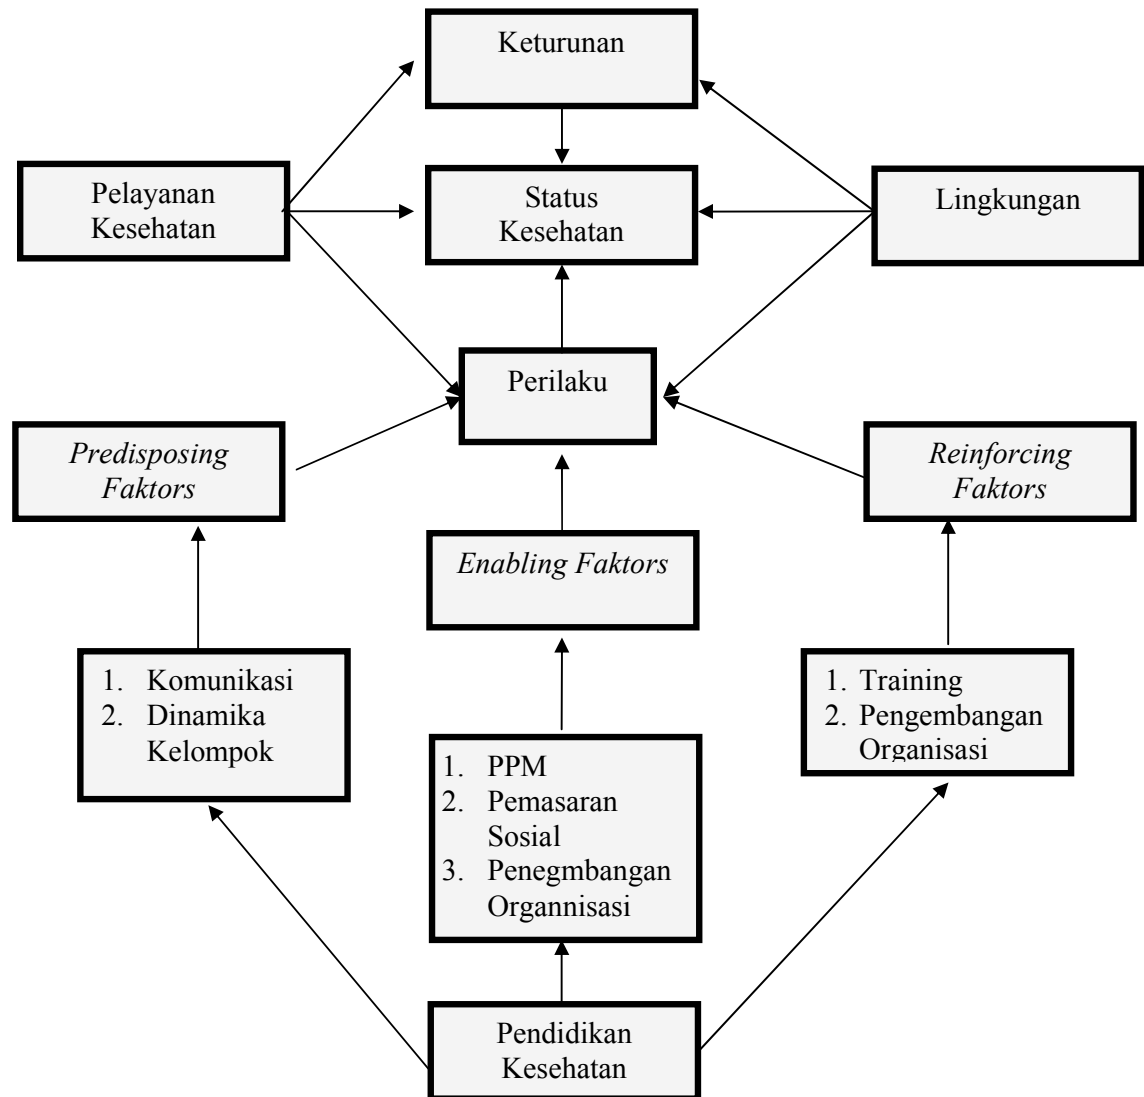 Keturunan
Pelayanan
Kesehatan
Status
Kesehatan
Lingkungan
Perilaku
Predisposing
Faktors
Reinforcing
Faktors
Enabling Faktors
1. Komunikasi
2. Dinamika
Kelompok
1. Training
2. Pengembangan
Organisasi
1. PPM
2. Pemasaran
Sosial
3. Penegmbangan
Organnisasi
Pendidikan
Kesehatan